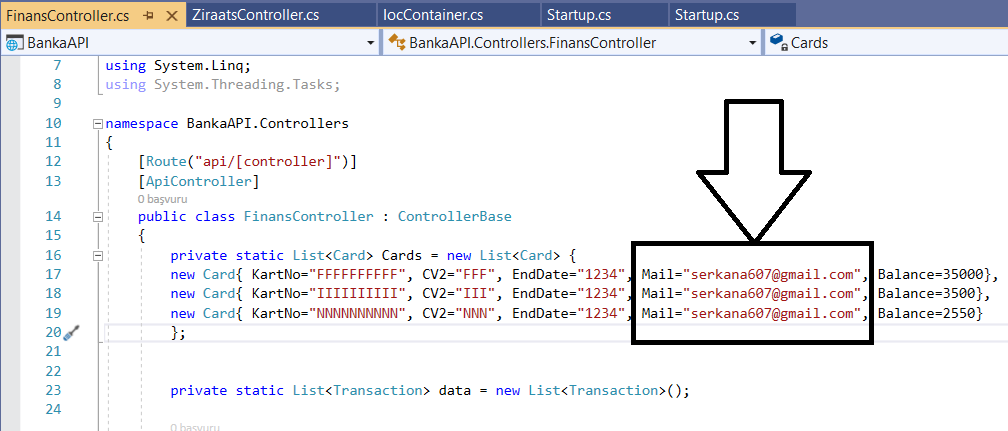 FinansController.cs ZiraatsController.cs IocContainer.cs Startup.cs Startup.cs
BankaAPI BankaAPI.Controllers.FinansController Cards
7 using System.Linq;
8 using System.Threading.Tasks;
9
10 namespace BankaAPI.Controllers
11 {
12 [Route("api/[controller]")]
13 [ApiController]
0 başvuru
14 public class FinansController : ControllerBase
15 {
16 private static List<Card> Cards = new List<Card> {
17 new Card{ KartNo="FFFFFFFFFF", CV2="FFF", EndDate="1234", Mail="serkana607@gmail.com", Balance=35000},
18 new Card{ KartNo="IIIIIIIIII", CV2="III", EndDate="1234", Mail="serkana607@gmail.com", Balance=3500},
19 new Card{ KartNo="NNNNNNNNNN", CV2="NNN", EndDate="1234", Mail="serkana607@gmail.com", Balance=2550}
20 };
21
22
23 private static List<Transaction> data = new List<Transaction>();
24
0 başvuru